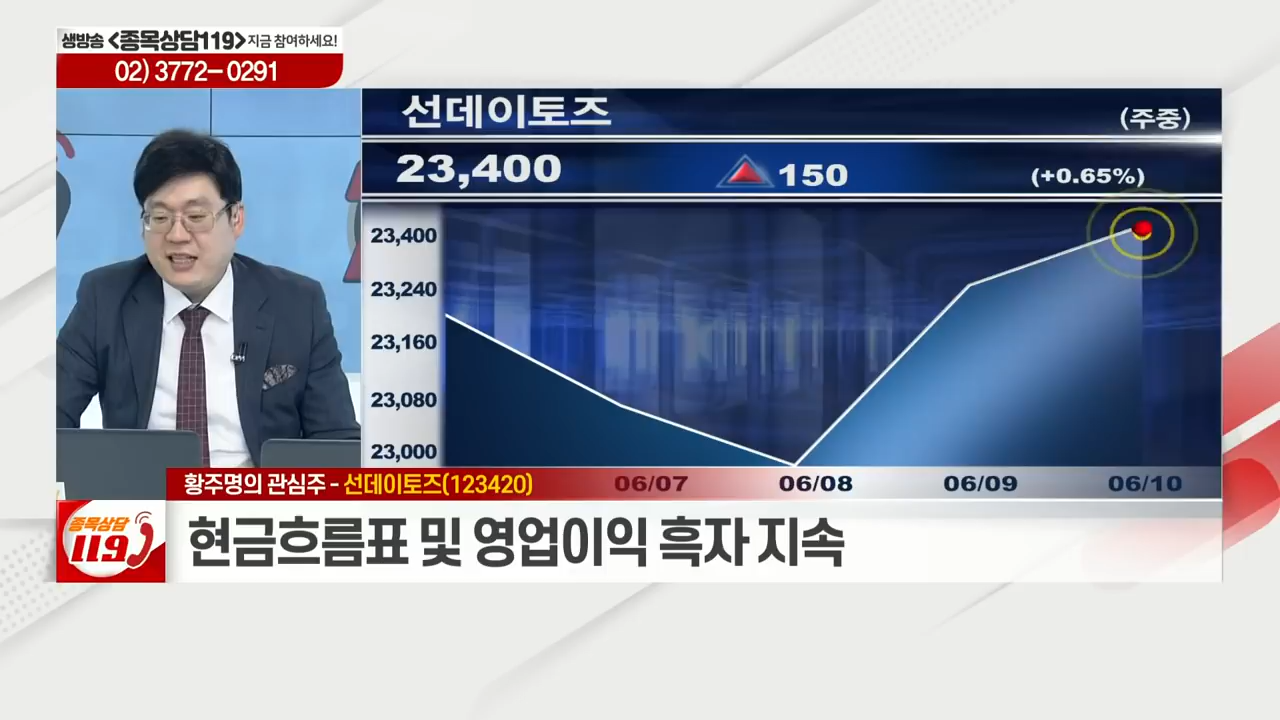 생방송 <종목상담119> 지금 참여하세요!
02) 3772-0291
선데이토즈 (주중)
23,400 ▲ 150 (+0.65%)
23,400
23,240
23,160
23,080
23,000
06/07 06/08 06/09 06/10
황주명의 관심주 - 선데이토즈(123420)
종목상담
119
현금흐름표 및 영업이익 흑자 지속